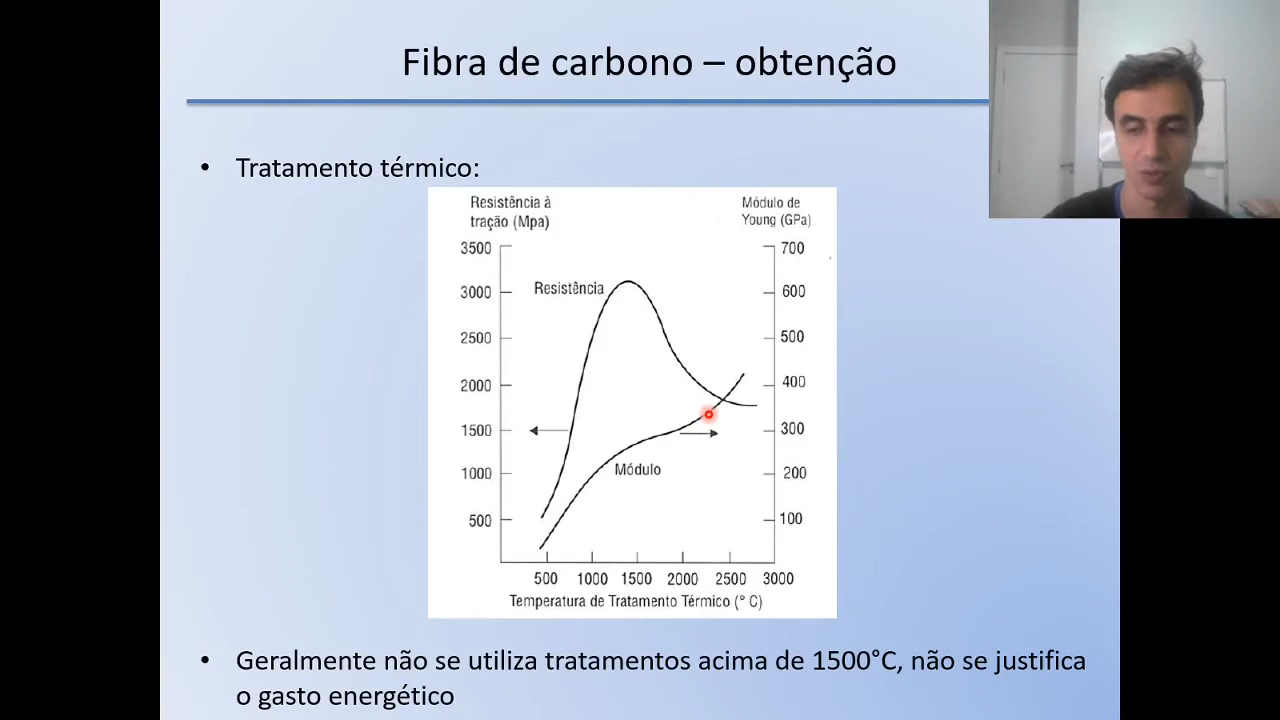 Fibra de carbono – obtenção
• Tratamento térmico:
Resistência à
tração (Mpa)
Módulo de
Young (GPa)
3500
700
Resistência
3000
600
2500
500
2000
400
1500
300
1000
Módulo
200
500
100
500 1000 1500 2000 2500 3000
Temperatura de Tratamento Térmico (° C)
• Geralmente não se utiliza tratamentos acima de 1500°C, não se justifica
o gasto energético